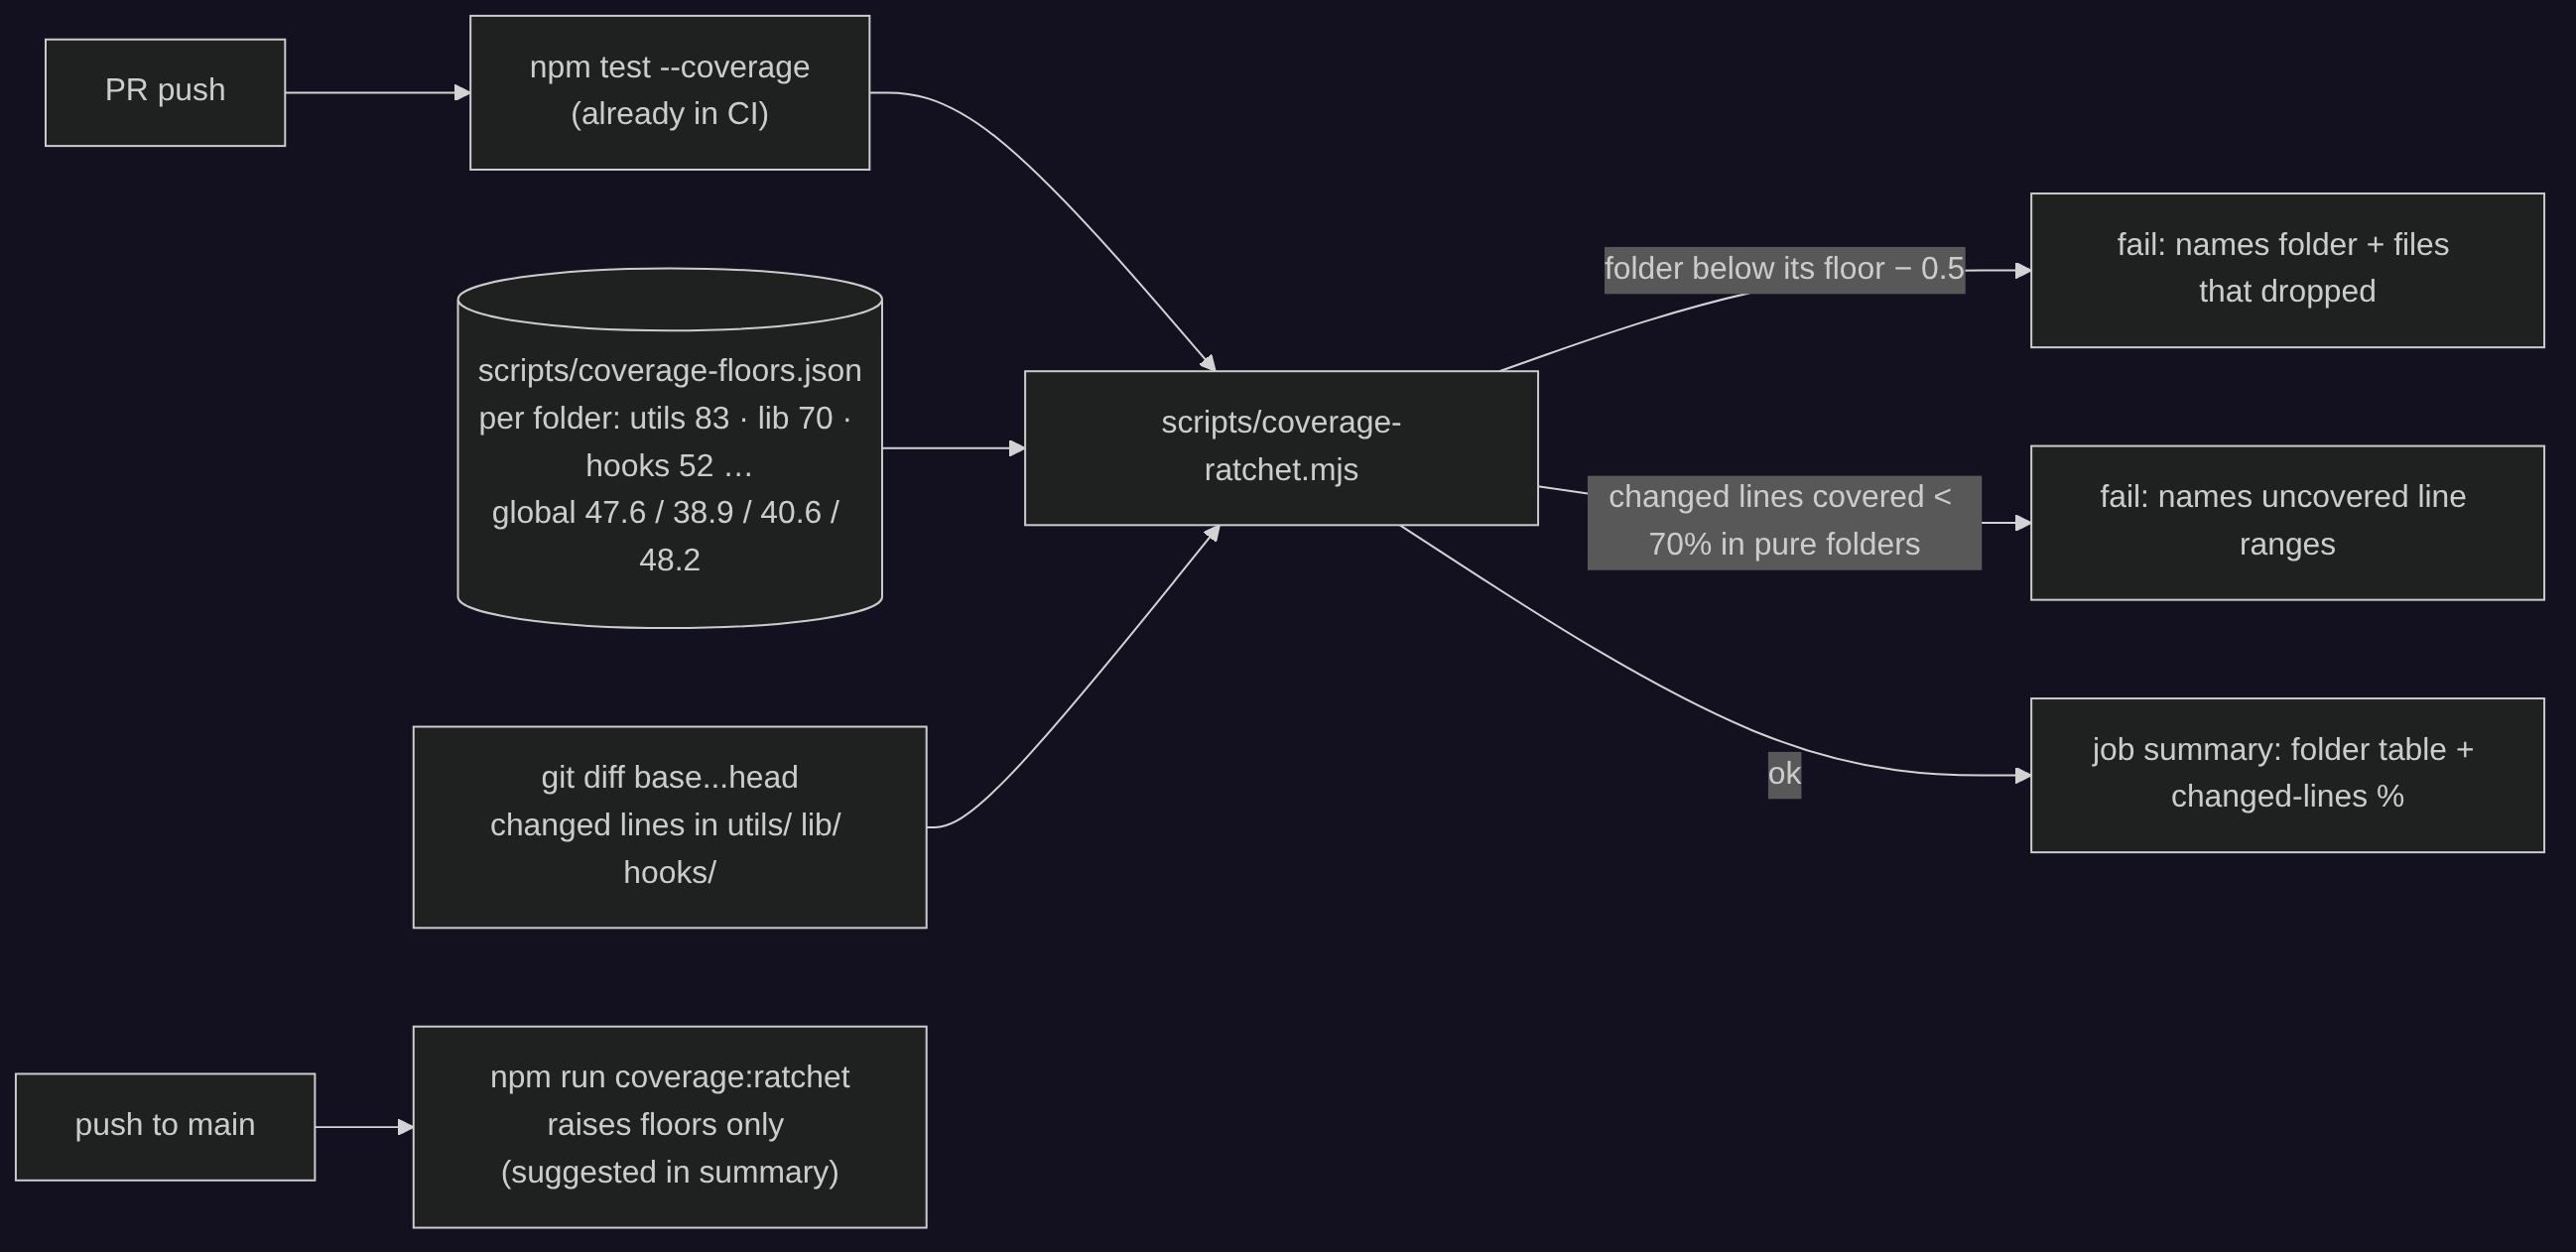 PR push
npm test --coverage
(already in CI)
scripts/coverage-floors.json
per folder: utils 83 · lib 70 ·
hooks 52 …
global 47.6 / 38.9 / 40.6 /
48.2
git diff base...head
changed lines in utils/ lib/
hooks/
scripts/coverage-
ratchet.mjs
folder below its floor − 0.5
changed lines covered <
70% in pure folders
ok
fail: names folder + files
that dropped
fail: names uncovered line
ranges
job summary: folder table +
changed-lines %
push to main
npm run coverage:ratchet
raises floors only
(suggested in summary)